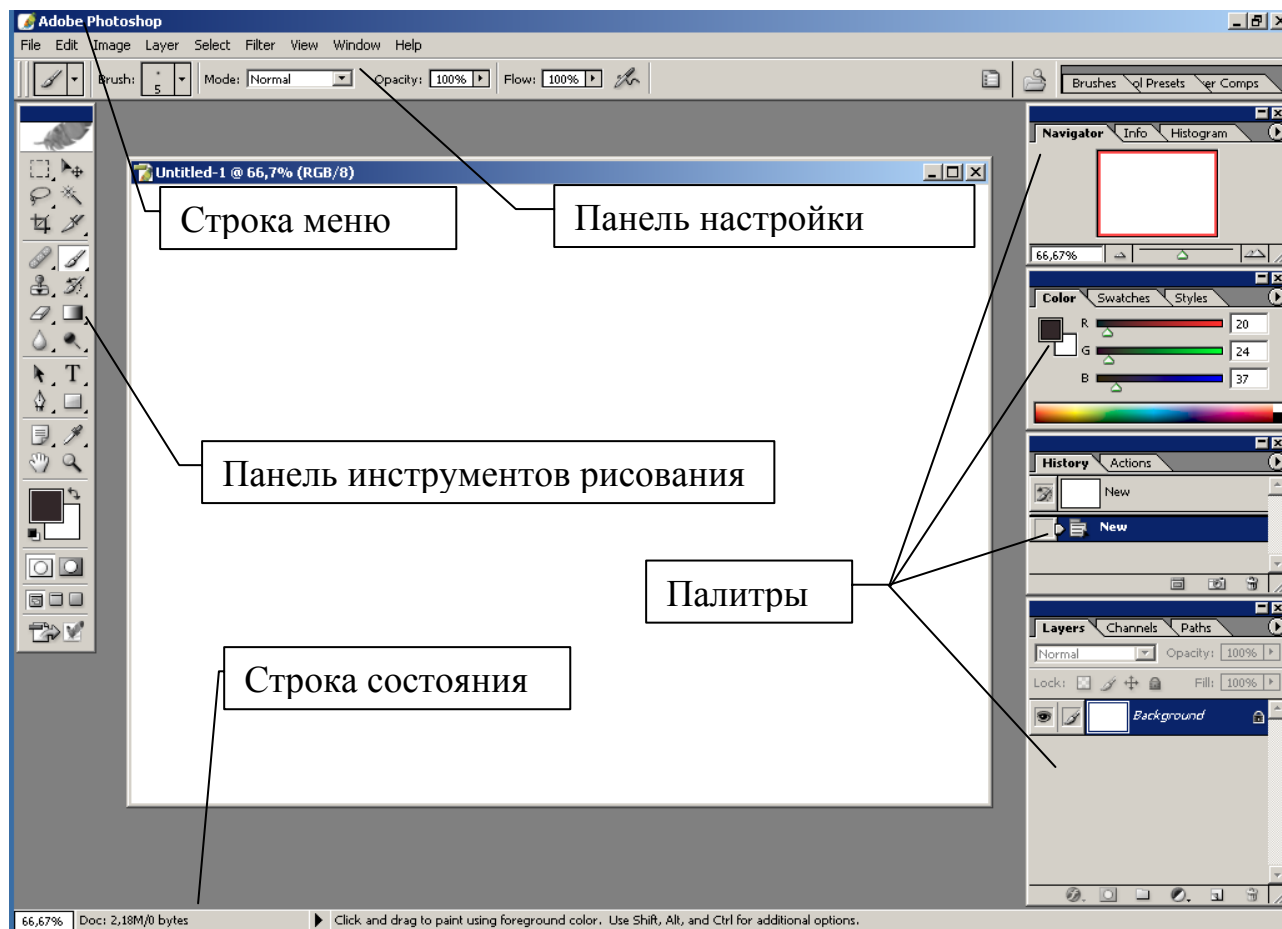 Adobe Photoshop
File Edit Image Layer Select Filter View Window Help
Brush: 5 Mode: Normal Opacity: 100% Flow: 100%
Brushes ol Presets er Comps
Navigator Info Histogram
66,67%
Untitled-1 @ 66,7% (RGB/8)
Строка меню
Панель настройки
Color Swatches Styles
R 20
G 24
B 37
Панель инструментов рисования
History Actions
New
New
Палитры
Layers Channels Paths
Normal Opacity: 100%
Lock: Fill: 100%
Background
Строка состояния
66,67% Doc: 2,18M/0 bytes Click and drag to paint using foreground color. Use Shift, Alt, and Ctrl for additional options.